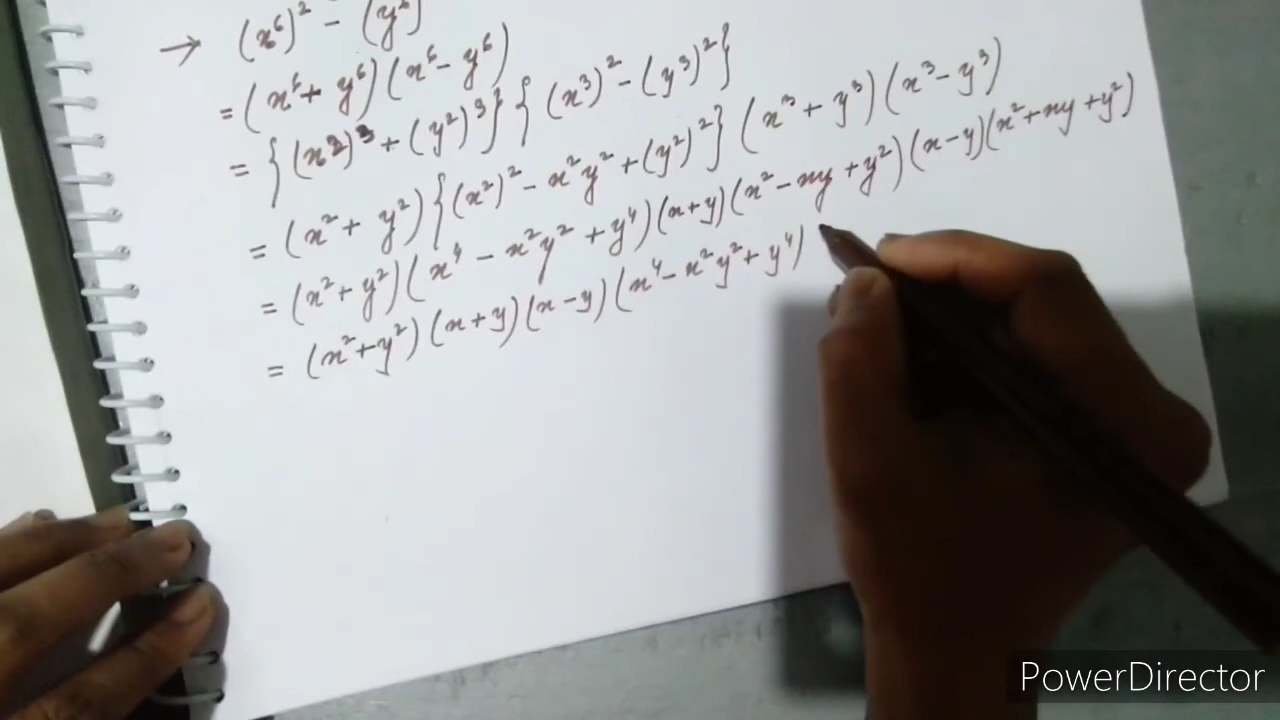 → (x⁶)² - (y⁶)
= (x⁶ + y⁶) (x⁶ - y⁶)
= {(x²)³ + (y²)³} {(x³)² - (y³)²}
= (x² + y²) {(x²)² - x²y² + (y²)²} (x³ + y³) (x³ - y³)
= (x² + y²) (x⁴ - x²y² + y⁴) (x+y) (x² - xy + y²) (x-y) (x² + xy + y²)
= (x² + y²) (x+y) (x-y) (x⁴ - x²y² + y⁴)
PowerDirector